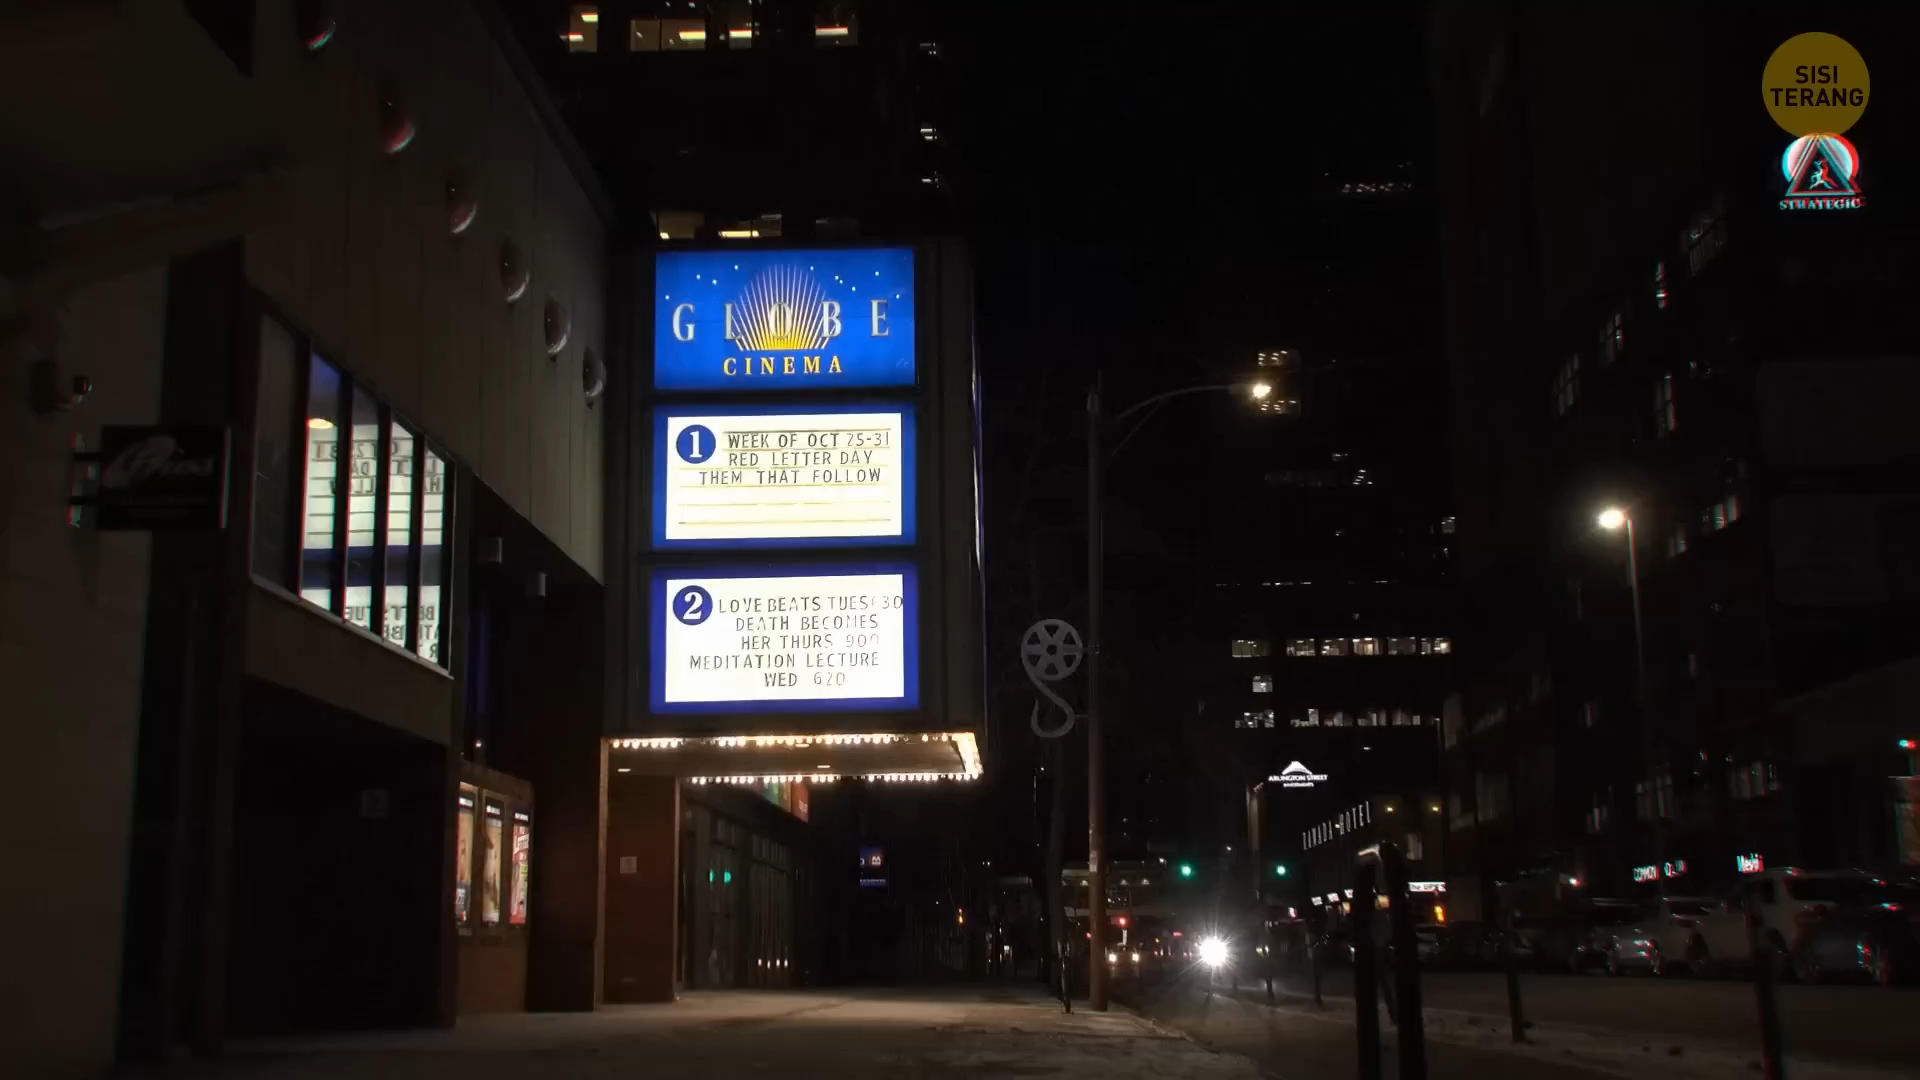 SISI
TERANG
STRATEGIC
GLOBE
CINEMA
1 WEEK OF OCT 25-31
RED LETTER DAY
THEM THAT FOLLOW
2 LOVE BEATS TUES 630
DEATH BECOMES
HER THURS 900
MEDITATION LECTURE
WED 620
ARLINGTON STREET
INVESTMENTS
RAMADA HOTEL